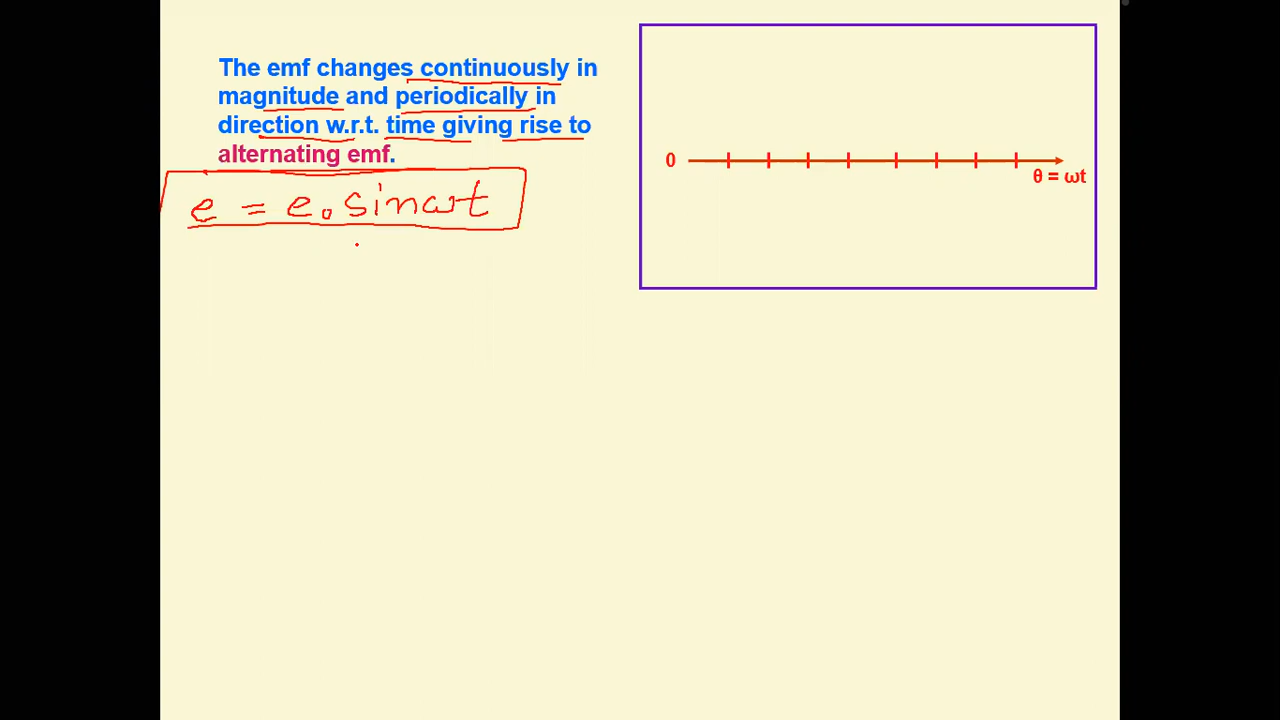 The emf changes continuously in
magnitude and periodically in
direction w.r.t. time giving rise to
alternating emf.
e = e₀ sinωt
0
θ = ωt